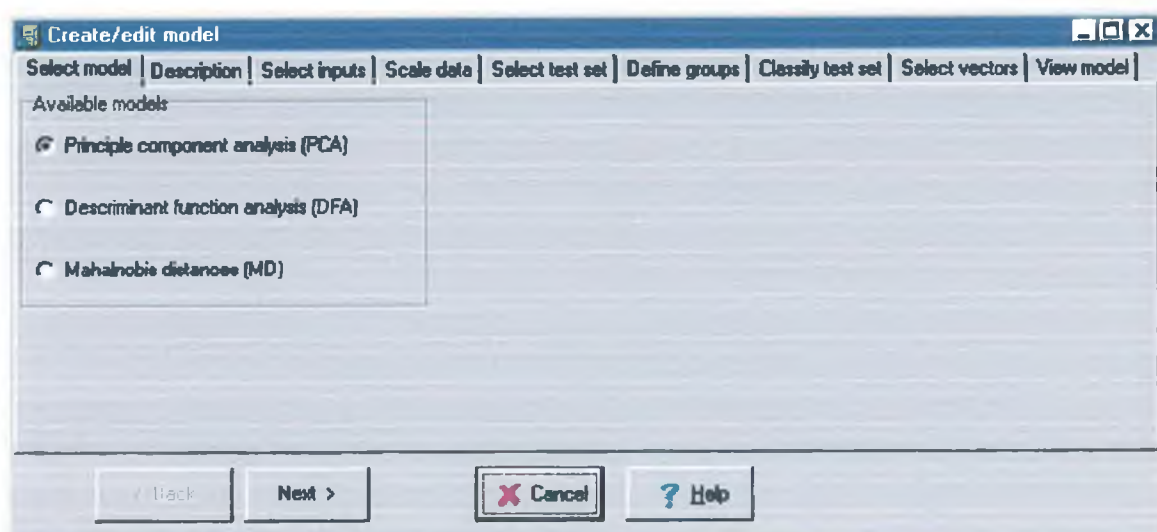 Create/edit model
Select model Description Select inputs Scale data Select test set Define groups Classify test set Select vectors View model
Available models
Principle component analysis (PCA)
Descriminant function analysis (DFA)
Mahalnobis distances (MD)
< Back Next > Cancel ? Help